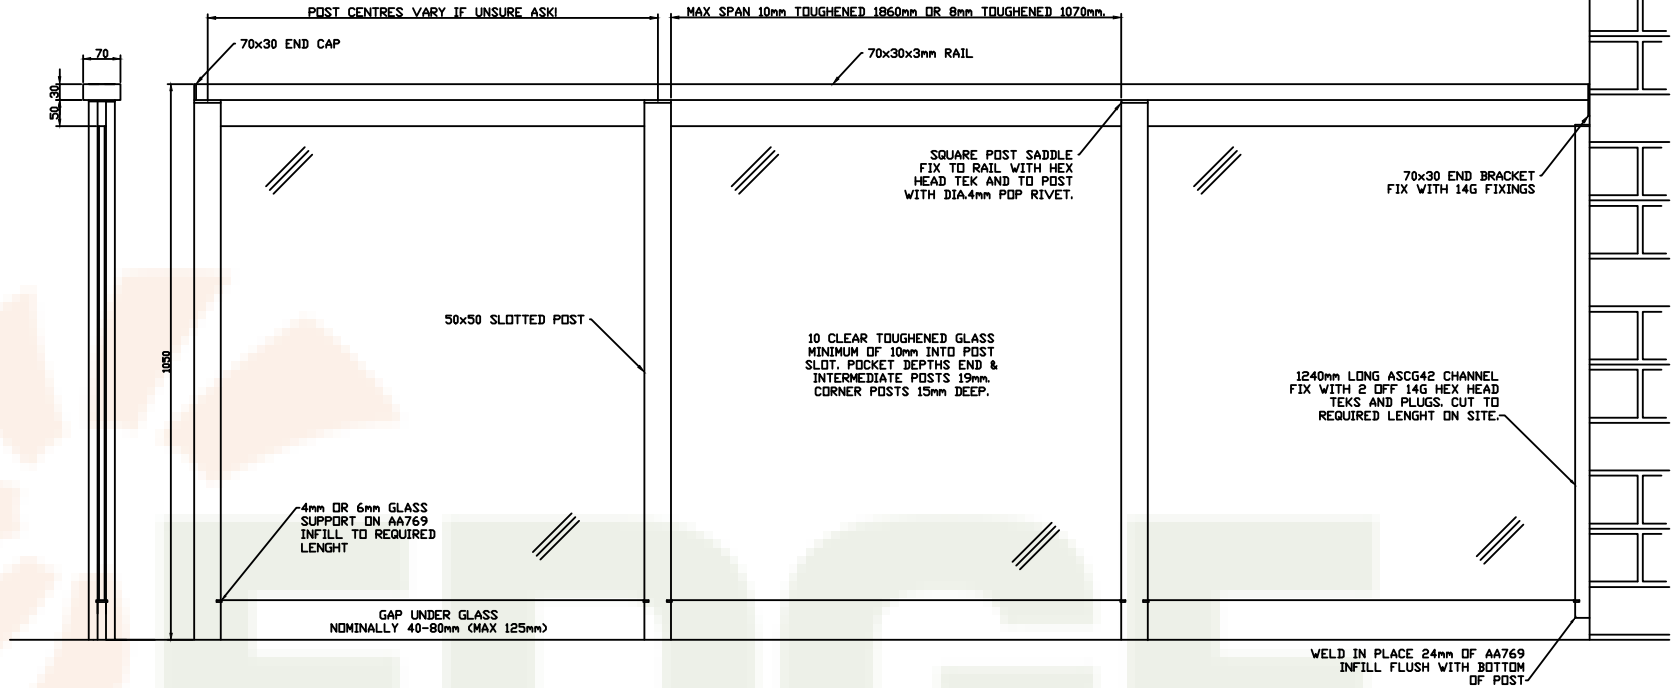 POST CENTRES VARY IF UNSURE ASK!
MAX SPAN 10mm TOUGHENED 1860mm OR 8mm TOUGHENED 1070mm.
70x30 END CAP
70x30x3mm RAIL
70
30
50
SQUARE POST SADDLE
FIX TO RAIL WITH HEX
HEAD TEK AND TO POST
WITH DIA.4mm POP RIVET.
70x30 END BRACKET
FIX WITH 14G FIXINGS
50x50 SLOTTED POST
1050
10 CLEAR TOUGHENED GLASS
MINIMUM OF 10mm INTO POST
SLOT. POCKET DEPTHS END &
INTERMEDIATE POSTS 19mm.
CORNER POSTS 15mm DEEP.
1240mm LONG ASCG42 CHANNEL
FIX WITH 2 OFF 14G HEX HEAD
TEKS AND PLUGS. CUT TO
REQUIRED LENGHT ON SITE.
4mm OR 6mm GLASS
SUPPORT ON AA769
INFILL TO REQUIRED
LENGHT
GAP UNDER GLASS
NOMINALLY 40-80mm (MAX 125mm)
WELD IN PLACE 24mm OF AA769
INFILL FLUSH WITH BOTTOM
OF POST
EDGE